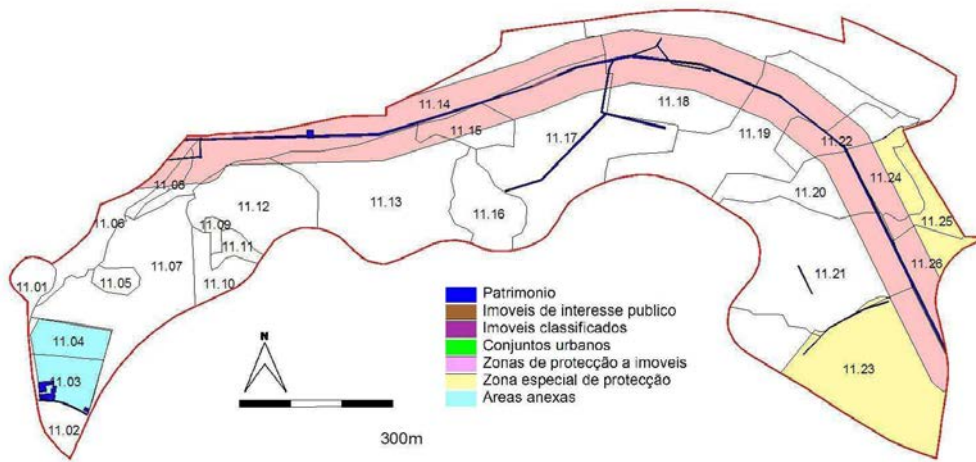 11.14
11.18
11.15
11.17
11.19
11.22
11.24
11.06
11.20
11.12
11.13
11.16
11.06
11.09
11.25
11.11
11.07
11.26
11.21
11.01
11.05
11.10
Patrimonio
Imoveis de interesse publico
Imoveis classificados
N
Conjuntos urbanos
11.04
Zonas de protecção a imoveis
11.23
Zona especial de protecção
11.03
Areas anexas
11.02
300m